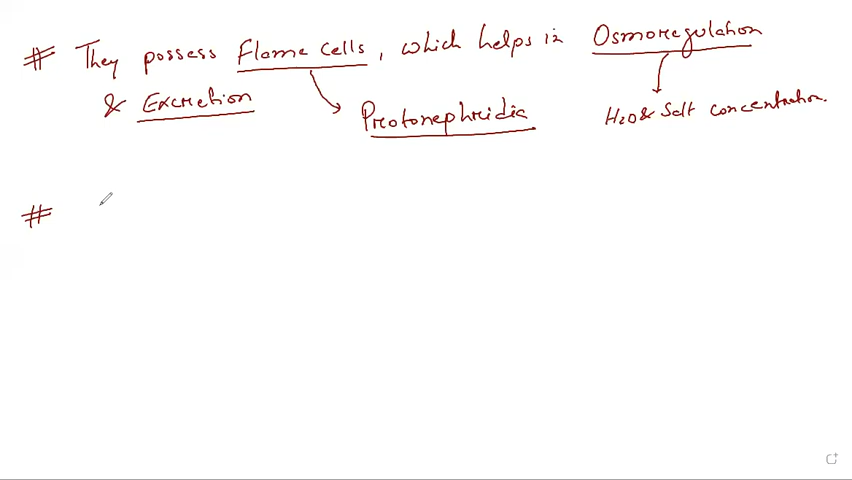 # They possess Flame cells, which helps in Osmoregulation
& Excretion
Protonephridia
H2O & Salt concentration.
#